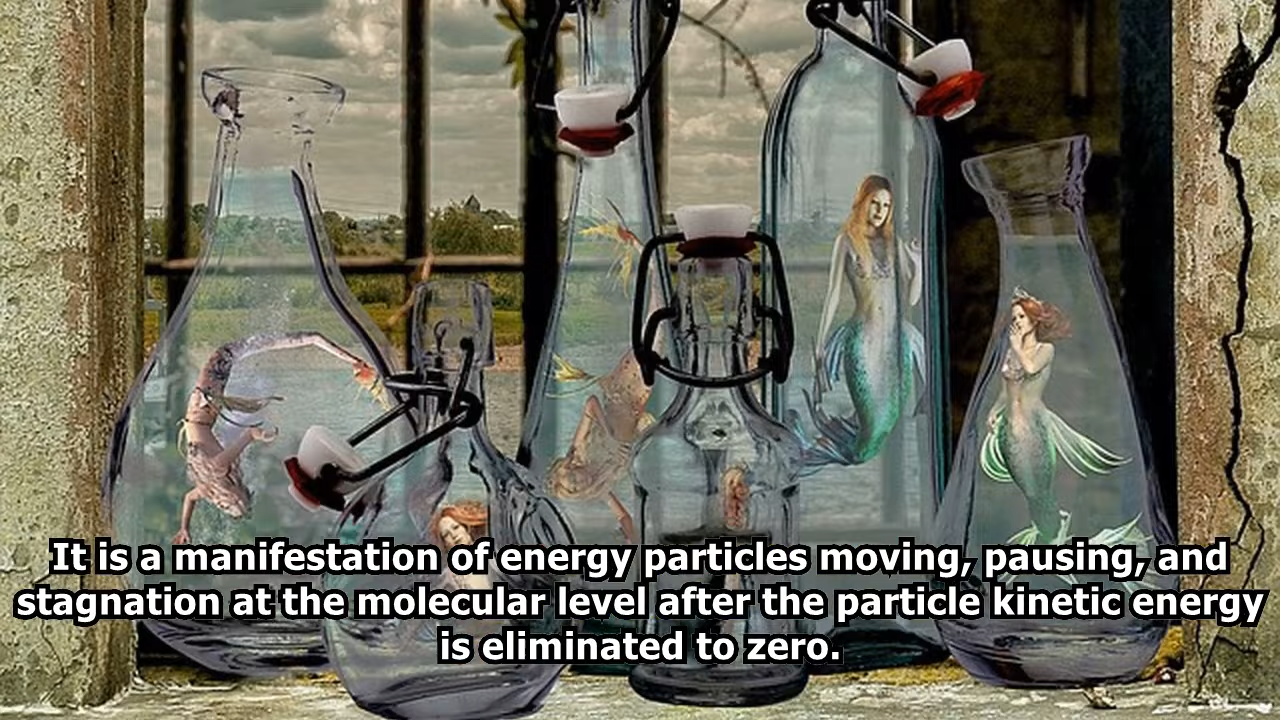 It is a manifestation of energy particles moving, pausing, and
stagnation at the molecular level after the particle kinetic energy
is eliminated to zero.